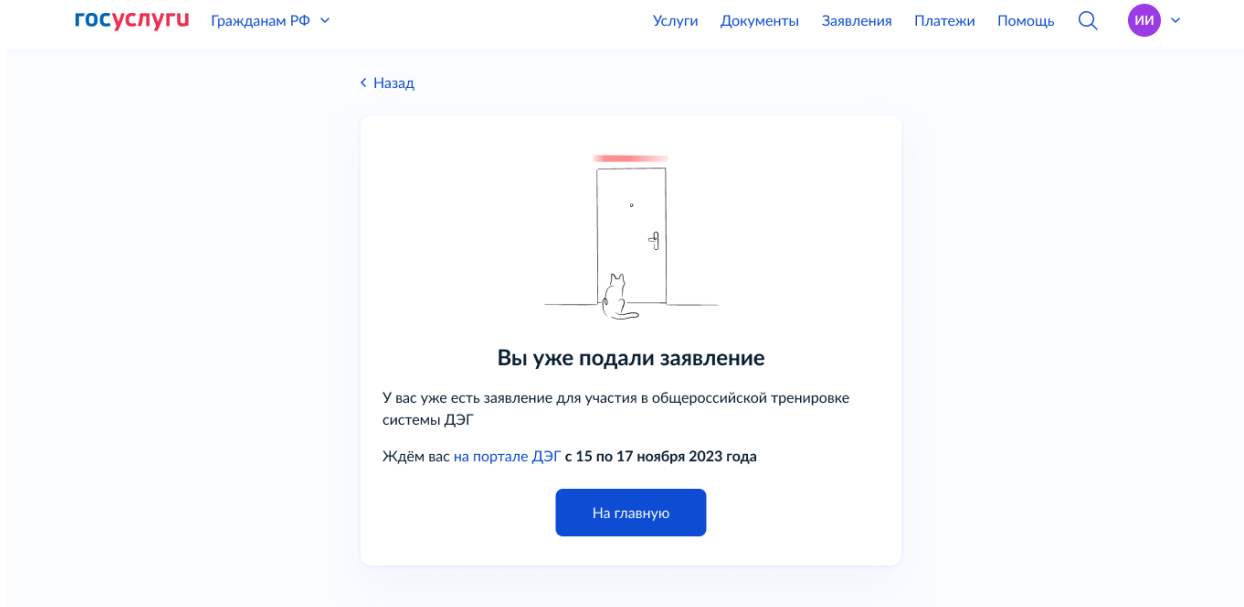 госуслуги Гражданам РФ Услуги Документы Заявления Платежи Помощь ИИ
Назад
Вы уже подали заявление
У вас уже есть заявление для участия в общероссийской тренировке
системы ДЭГ
Ждём вас на портале ДЭГ с 15 по 17 ноября 2023 года
На главную